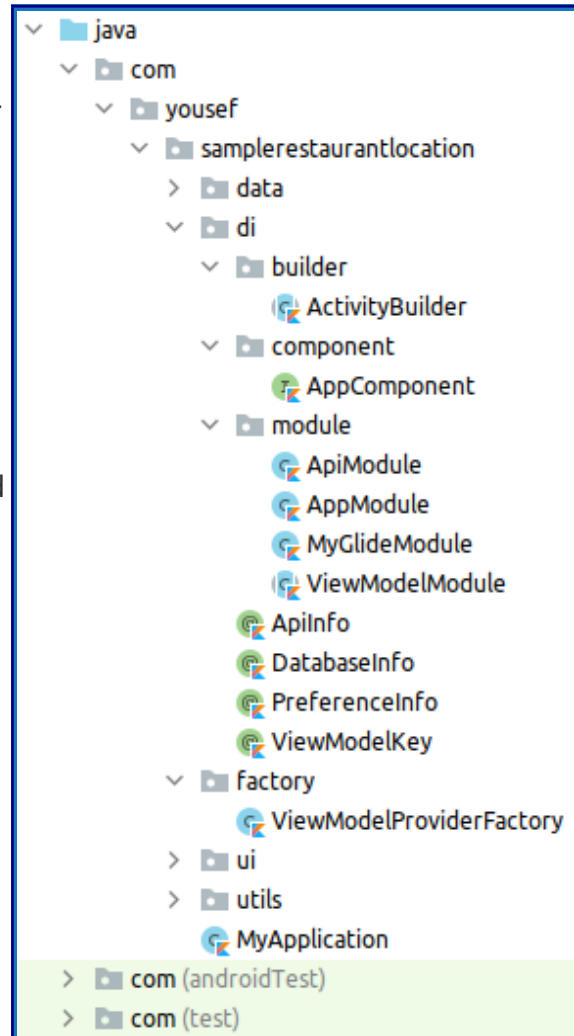 java
com
yousef
samplerestaurantlocation
data
di
builder
ActivityBuilder
component
AppComponent
module
ApiModule
AppModule
MyGlideModule
ViewModelModule
ApiInfo
DatabaseInfo
PreferenceInfo
ViewModelKey
factory
ViewModelProviderFactory
ui
utils
MyApplication
com (androidTest)
com (test)